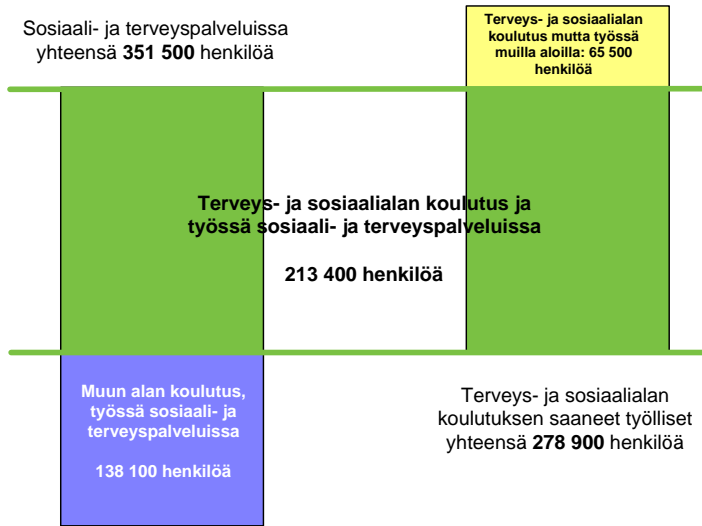 Sosiaali- ja terveyspalveluissa
yhteensä 351 500 henkilöä
Terveys- ja sosiaalialan
koulutus mutta työssä
muilla aloilla: 65 500
henkilöä
Terveys- ja sosiaalialan koulutus ja
työssä sosiaali- ja terveyspalveluissa
213 400 henkilöä
Muun alan koulutus,
työssä sosiaali- ja
terveyspalveluissa
138 100 henkilöä
Terveys- ja sosiaalialan
koulutuksen saaneet työlliset
yhteensä 278 900 henkilöä